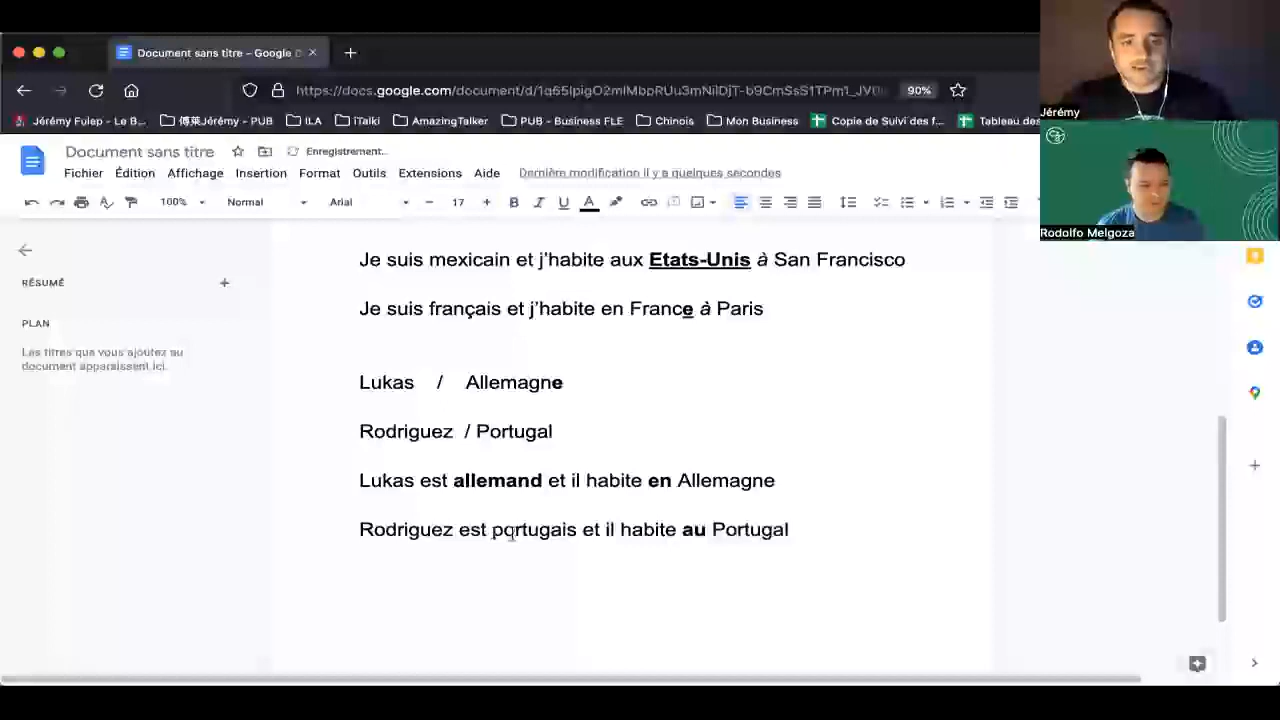 Document sans titre – Google D
https://docs.google.com/document/d/
90%
Jérémy Fulep - Le B...
傅莱Jérémy - PUB
ILA
iTalki
AmazingTalker
PUB - Business FLE
Chinois
Mon Business
Copie de Suivi des f...
Tableau des
Jérémy
Rodolfo Melgoza
Document sans titre
Enregistrement...
Fichier Édition Affichage Insertion Format Outils Extensions Aide
Dernière modification il y a quelques secondes
100% Normal Arial 17 B I U A
RÉSUMÉ
PLAN
Les titres que vous ajoutez au
document apparaissent ici.
Je suis mexicain et j'habite aux Etats-Unis à San Francisco
Je suis français et j'habite en France à Paris
Lukas / Allemagne
Rodriguez / Portugal
Lukas est allemand et il habite en Allemagne
Rodriguez est portugais et il habite au Portugal